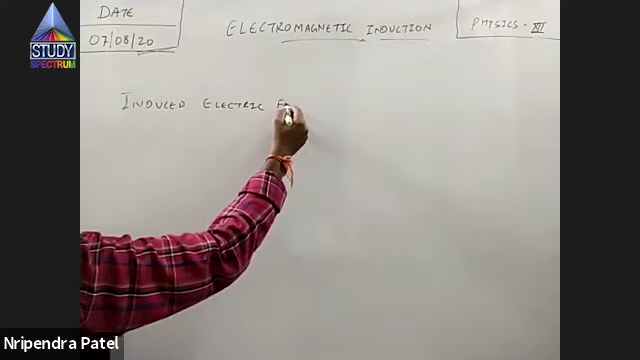 DATE
07/08/20
ELECTROMAGNETIC INDUCTION
PHYSICS - XII
STUDY
SPECTRUM
INDUCED ELECTRIC
Nripendra Patel